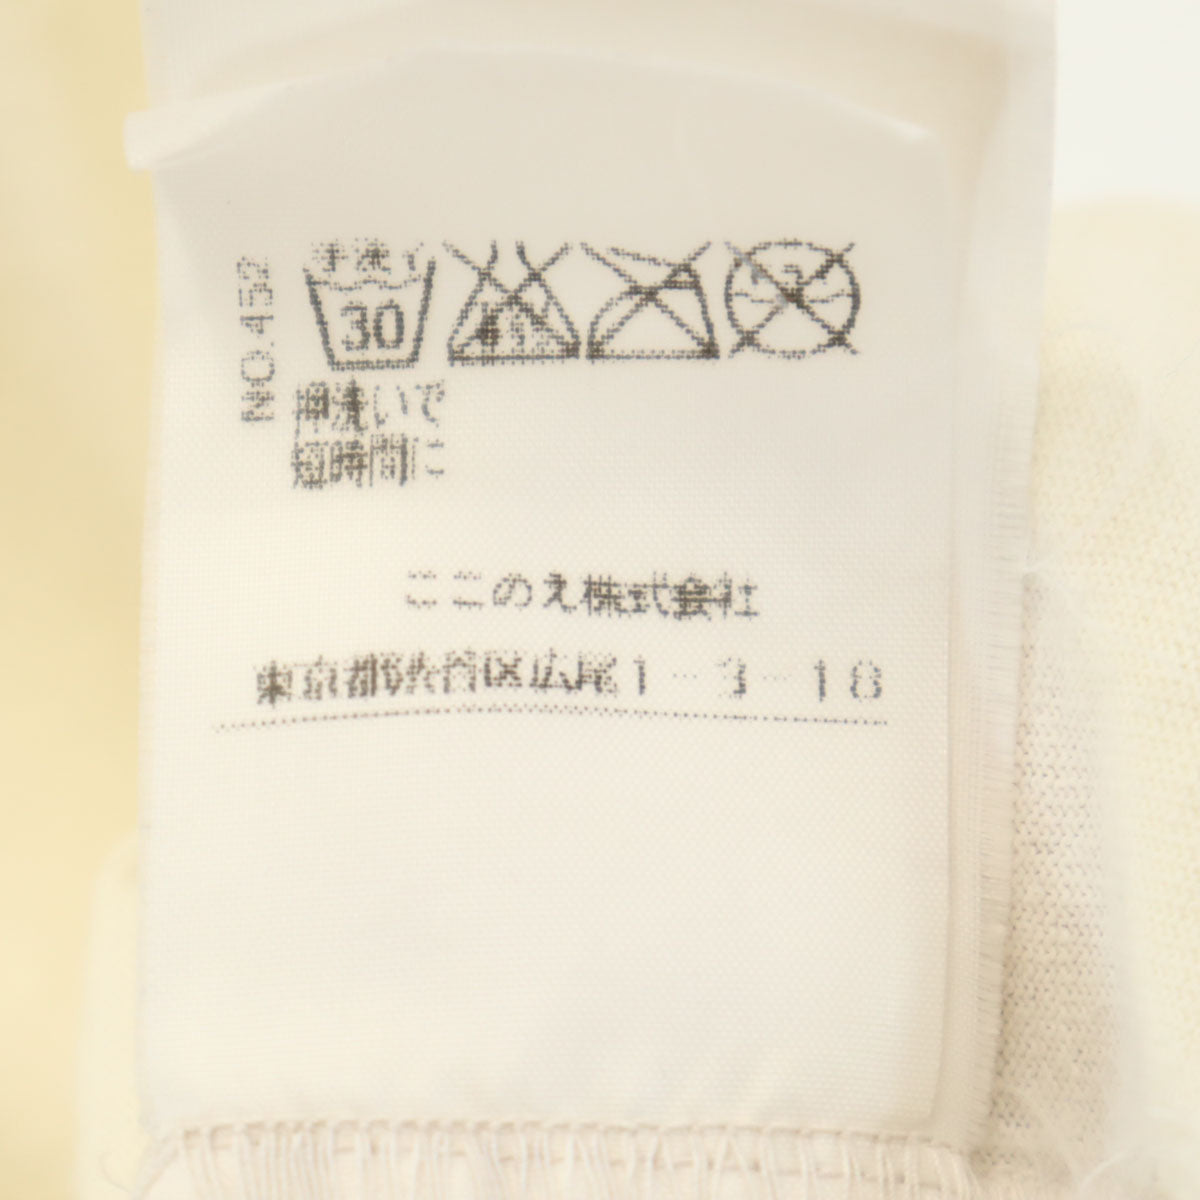 NO.452
手洗イ
30
押洗いで
短時間に
ここのえ株式会社
東京都渋谷区広尾1-3-18